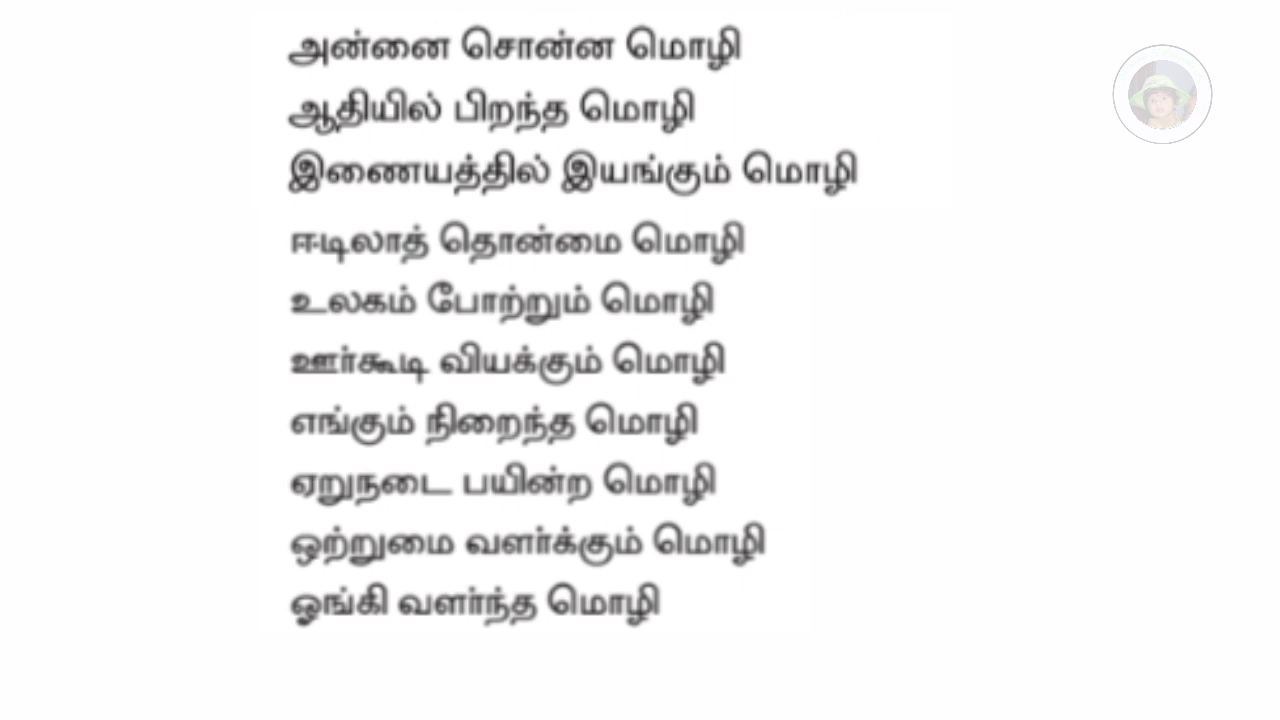 அன்னை சொன்ன மொழி
ஆதியில் பிறந்த மொழி
இணையத்தில் இயங்கும் மொழி
ஈடிலாத் தொன்மை மொழி
உலகம் போற்றும் மொழி
ஊர்கூடி வியக்கும் மொழி
எங்கும் நிறைந்த மொழி
ஏறுநடை பயின்ற மொழி
ஒற்றுமை வளர்க்கும் மொழி
ஓங்கி வளர்ந்த மொழி